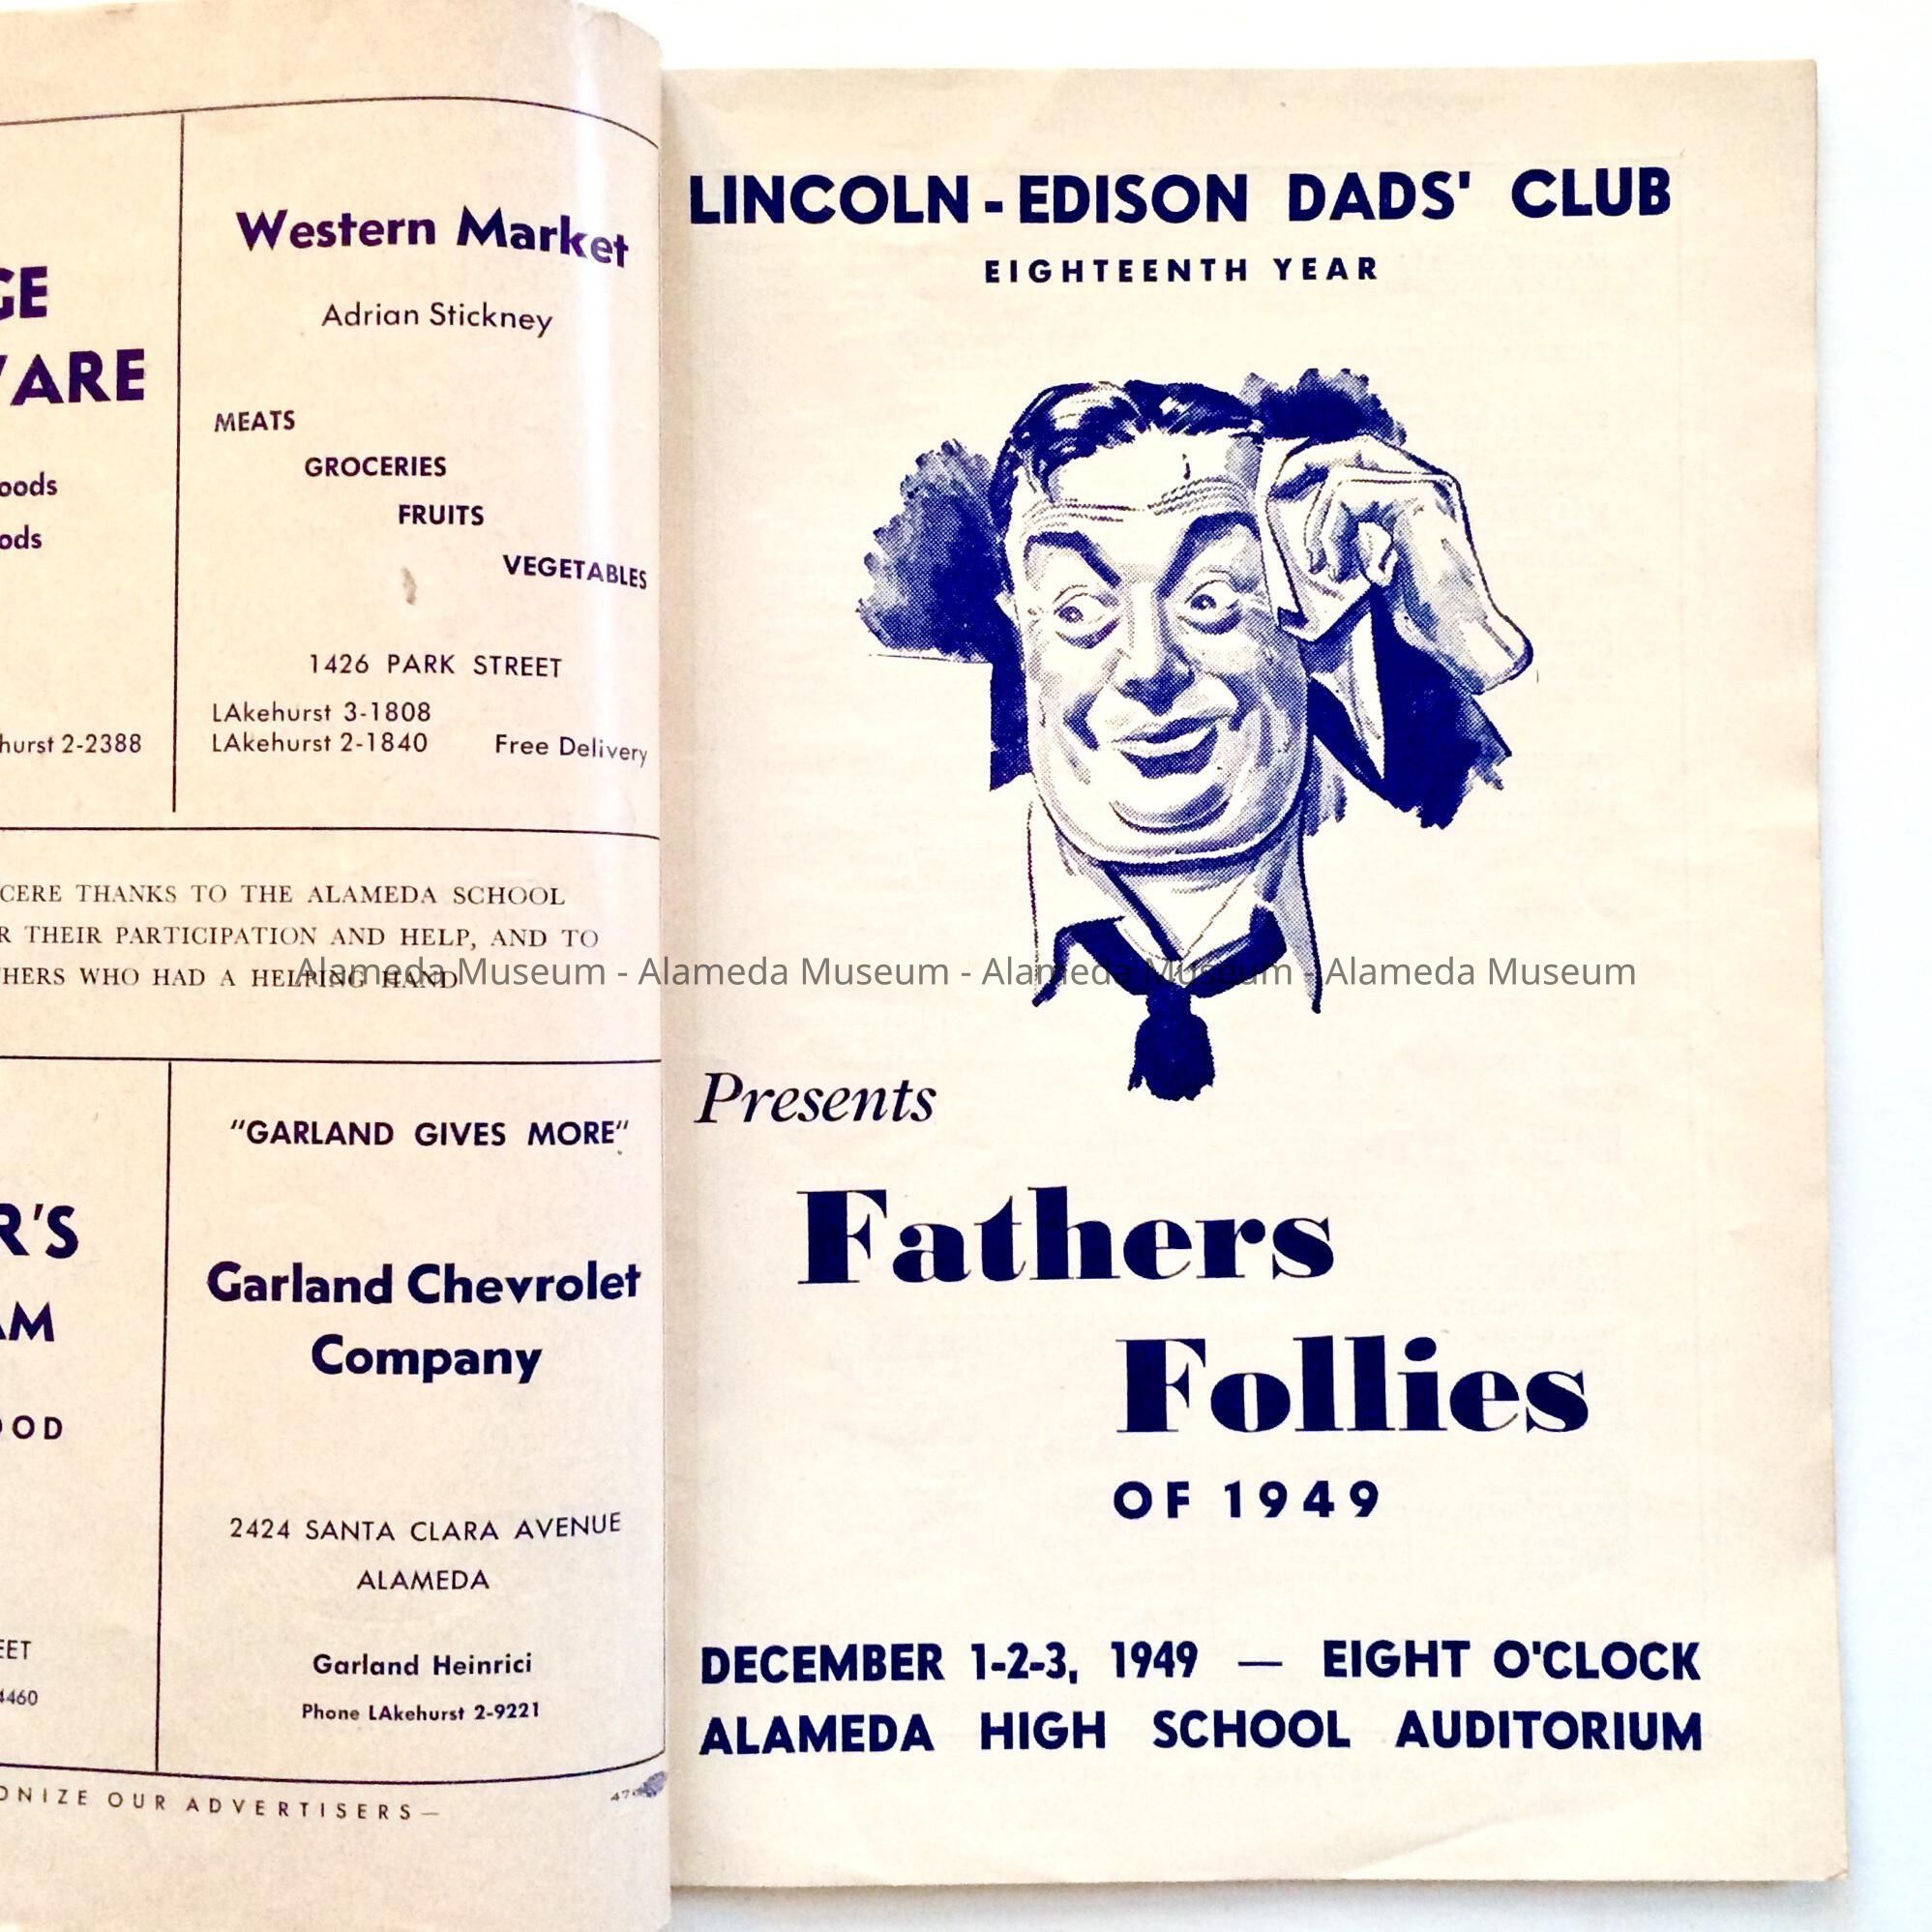 GE
WARE
oods
ods
hurst 2-2388
Western Market
Adrian Stickney
MEATS
GROCERIES
FRUITS
VEGETABLES
1426 PARK STREET
LAkehurst 3-1808
LAkehurst 2-1840 Free Delivery
CERE THANKS TO THE ALAMEDA SCHOOL
R THEIR PARTICIPATION AND HELP, AND TO
THERS WHO HAD A HELPING HAND
R'S
AM
OOD
EET
4460
"GARLAND GIVES MORE"
Garland Chevrolet
Company
2424 SANTA CLARA AVENUE
ALAMEDA
Garland Heinrici
Phone LAkehurst 2-9221
ONIZE OUR ADVERTISERS—
LINCOLN-EDISON DADS' CLUB
EIGHTEENTH YEAR
Alameda Museum - Alameda Museum - Alameda Museum - Alameda Museum
Presents
Fathers
Follies
OF 1949
DECEMBER 1-2-3, 1949 — EIGHT O'CLOCK
ALAMEDA HIGH SCHOOL AUDITORIUM